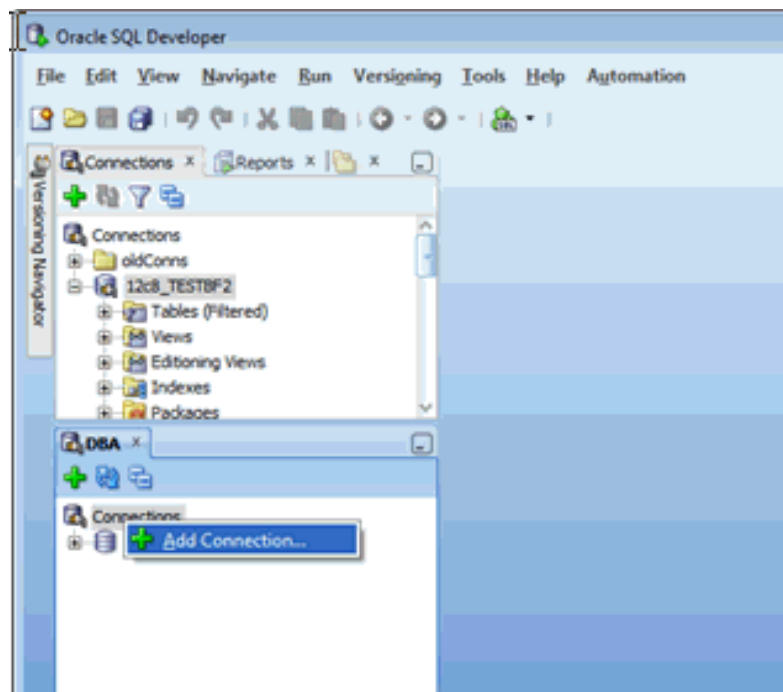 Oracle SQL Developer
File Edit View Navigate Run Versioning Tools Help Automation
Versioning Navigator
Connections × Reports × ×
Connections
oldConns
12c8_TESTBF2
Tables (Filtered)
Views
Editioning Views
Indexes
Packages
DBA ×
Connections
Add Connection...